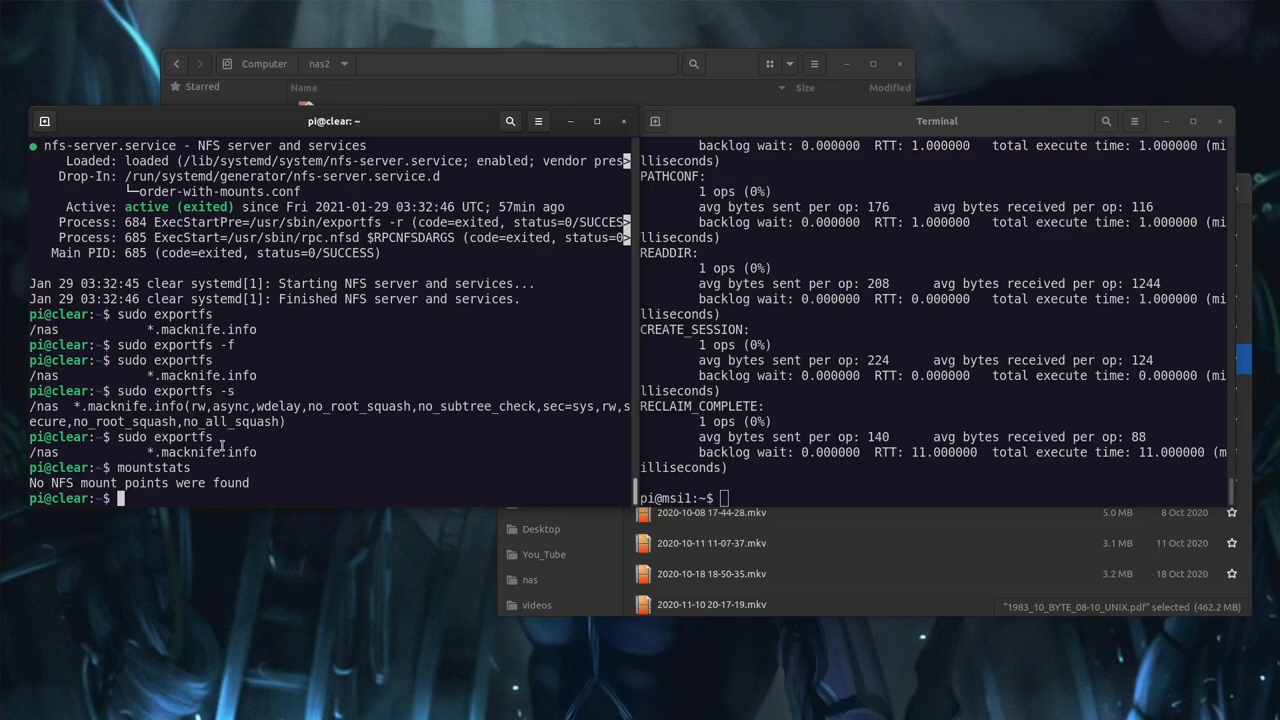 Computer nas2
Starred Name Size Modified
pi@clear: ~
● nfs-server.service - NFS server and services
Loaded: loaded (/lib/systemd/system/nfs-server.service; enabled; vendor pres>
Drop-In: /run/systemd/generator/nfs-server.service.d
└─order-with-mounts.conf
Active: active (exited) since Fri 2021-01-29 03:32:46 UTC; 57min ago
Process: 684 ExecStartPre=/usr/sbin/exportfs -r (code=exited, status=0/SUCCES>
Process: 685 ExecStart=/usr/sbin/rpc.nfsd $RPCNFSDARGS (code=exited, status=0>
Main PID: 685 (code=exited, status=0/SUCCESS)
Jan 29 03:32:45 clear systemd[1]: Starting NFS server and services...
Jan 29 03:32:46 clear systemd[1]: Finished NFS server and services.
pi@clear:~$ sudo exportfs
/nas *.macknife.info
pi@clear:~$ sudo exportfs -f
pi@clear:~$ sudo exportfs
/nas *.macknife.info
pi@clear:~$ sudo exportfs -s
/nas *.macknife.info(rw,async,wdelay,no_root_squash,no_subtree_check,sec=sys,rw,s
ecure,no_root_squash,no_all_squash)
pi@clear:~$ sudo exportfs
/nas *.macknife.info
pi@clear:~$ mountstats
No NFS mount points were found
pi@clear:~$
Terminal
backlog wait: 0.000000 RTT: 1.000000 total execute time: 1.000000 (mi
lliseconds)
PATHCONF:
1 ops (0%)
avg bytes sent per op: 176 avg bytes received per op: 116
backlog wait: 0.000000 RTT: 1.000000 total execute time: 1.000000 (mi
lliseconds)
READDIR:
1 ops (0%)
avg bytes sent per op: 208 avg bytes received per op: 1244
backlog wait: 0.000000 RTT: 0.000000 total execute time: 1.000000 (mi
lliseconds)
CREATE_SESSION:
1 ops (0%)
avg bytes sent per op: 224 avg bytes received per op: 124
backlog wait: 0.000000 RTT: 0.000000 total execute time: 0.000000 (mi
lliseconds)
RECLAIM_COMPLETE:
1 ops (0%)
avg bytes sent per op: 140 avg bytes received per op: 88
backlog wait: 0.000000 RTT: 11.000000 total execute time: 11.000000 (m
illiseconds)
pi@msi1:~$
2020-10-08 17-44-28.mkv 5.0 MB 8 Oct 2020
Desktop
2020-10-11 11-07-37.mkv 3.1 MB 11 Oct 2020
You_Tube
2020-10-18 18-50-35.mkv 3.2 MB 18 Oct 2020
nas
2020-11-10 20-17-19.mkv
videos
"1983_10_BYTE_08-10_UNIX.pdf" selected (462.2 MB)